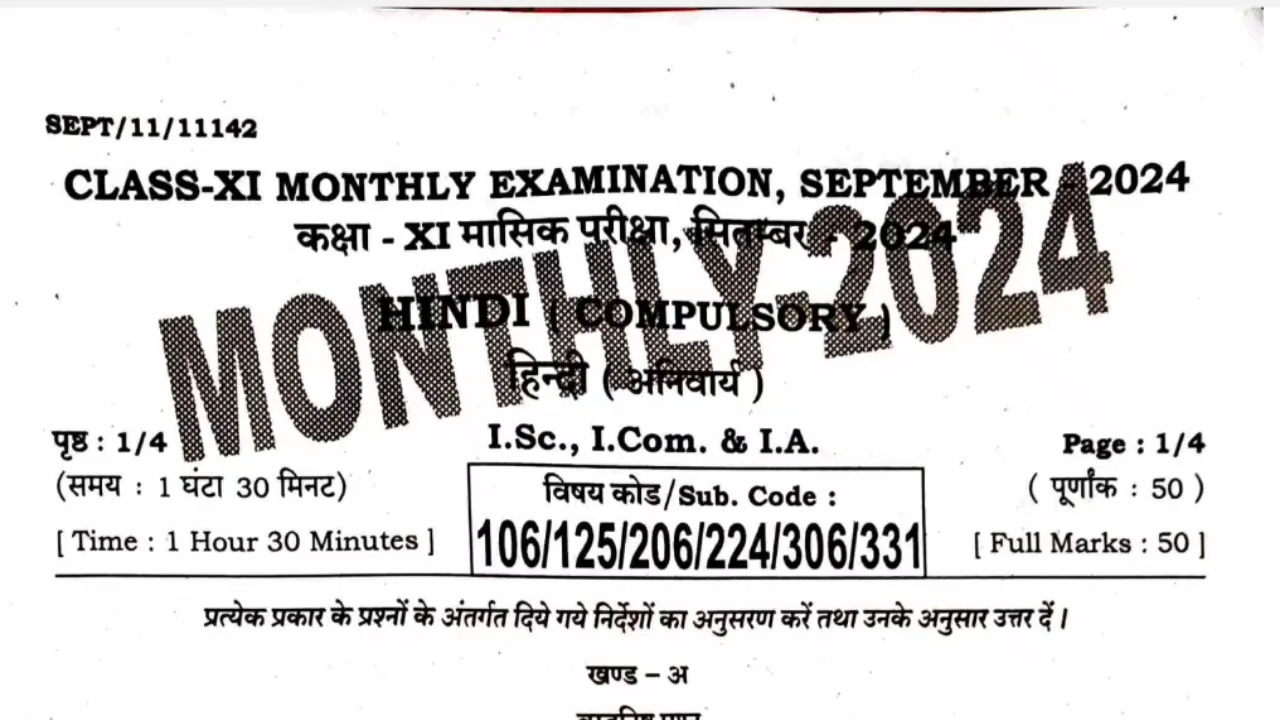 SEPT/11/11142
CLASS-XI MONTHLY EXAMINATION, SEPTEMBER - 2024
कक्षा - XI मासिक परीक्षा, सितम्बर - 2024
MONTHLY-2024
HINDI ( COMPULSORY )
हिन्दी ( अनिवार्य )
पृष्ठ : 1/4 I.Sc., I.Com. & I.A. Page : 1/4
(समय : 1 घंटा 30 मिनट) विषय कोड/Sub. Code : ( पूर्णांक : 50 )
[ Time : 1 Hour 30 Minutes ] 106/125/206/224/306/331 [ Full Marks : 50 ]
प्रत्येक प्रकार के प्रश्नों के अंतर्गत दिये गये निर्देशों का अनुसरण करें तथा उनके अनुसार उत्तर दें ।
खण्ड – अ